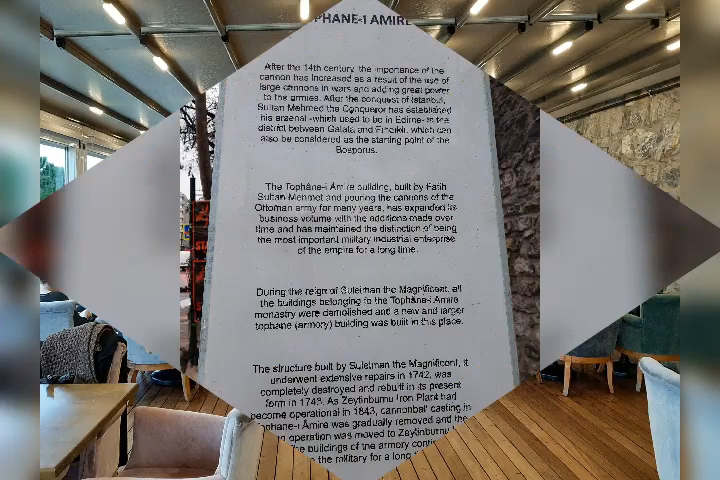 PHANE-İ AMİRE
After the 14th century, the importance of the
cannon has increased as a result of the use of
large cannons in wars and adding great power
to the armies. After the conquest of Istanbul,
Sultan Mehmed the Conqueror has established
his arsenal -which used to be in Edirne- in the
district between Galata and Fındıklı, which can
also be considered as the starting point of the
Bosporus.
The Tophâne-i Âmire building, built by Fatih
Sultan Mehmet and pouring the cannons of the
Ottoman army for many years, has expanded its
business volume with the additions made over
time and has maintained the distinction of being
the most important military industrial enterprise
of the empire for a long time.
During the reign of Suleiman the Magnificent, all
the buildings belonging to the Tophâne-i Âmire
monastry were demolished and a new and larger
tophane (armory) building was built in this place.
The structure built by Suleiman the Magnificent, it
underwent extensive repairs in 1742, was
completely destroyed and rebuilt in its present
form in 1743. As Zeytinburnu Iron Plant had
become operational in 1843, cannonball casting in
ophane-i Âmire was gradually removed and the
operation was moved to Zeytinburnu
he buildings of the armory conti
the military for a long